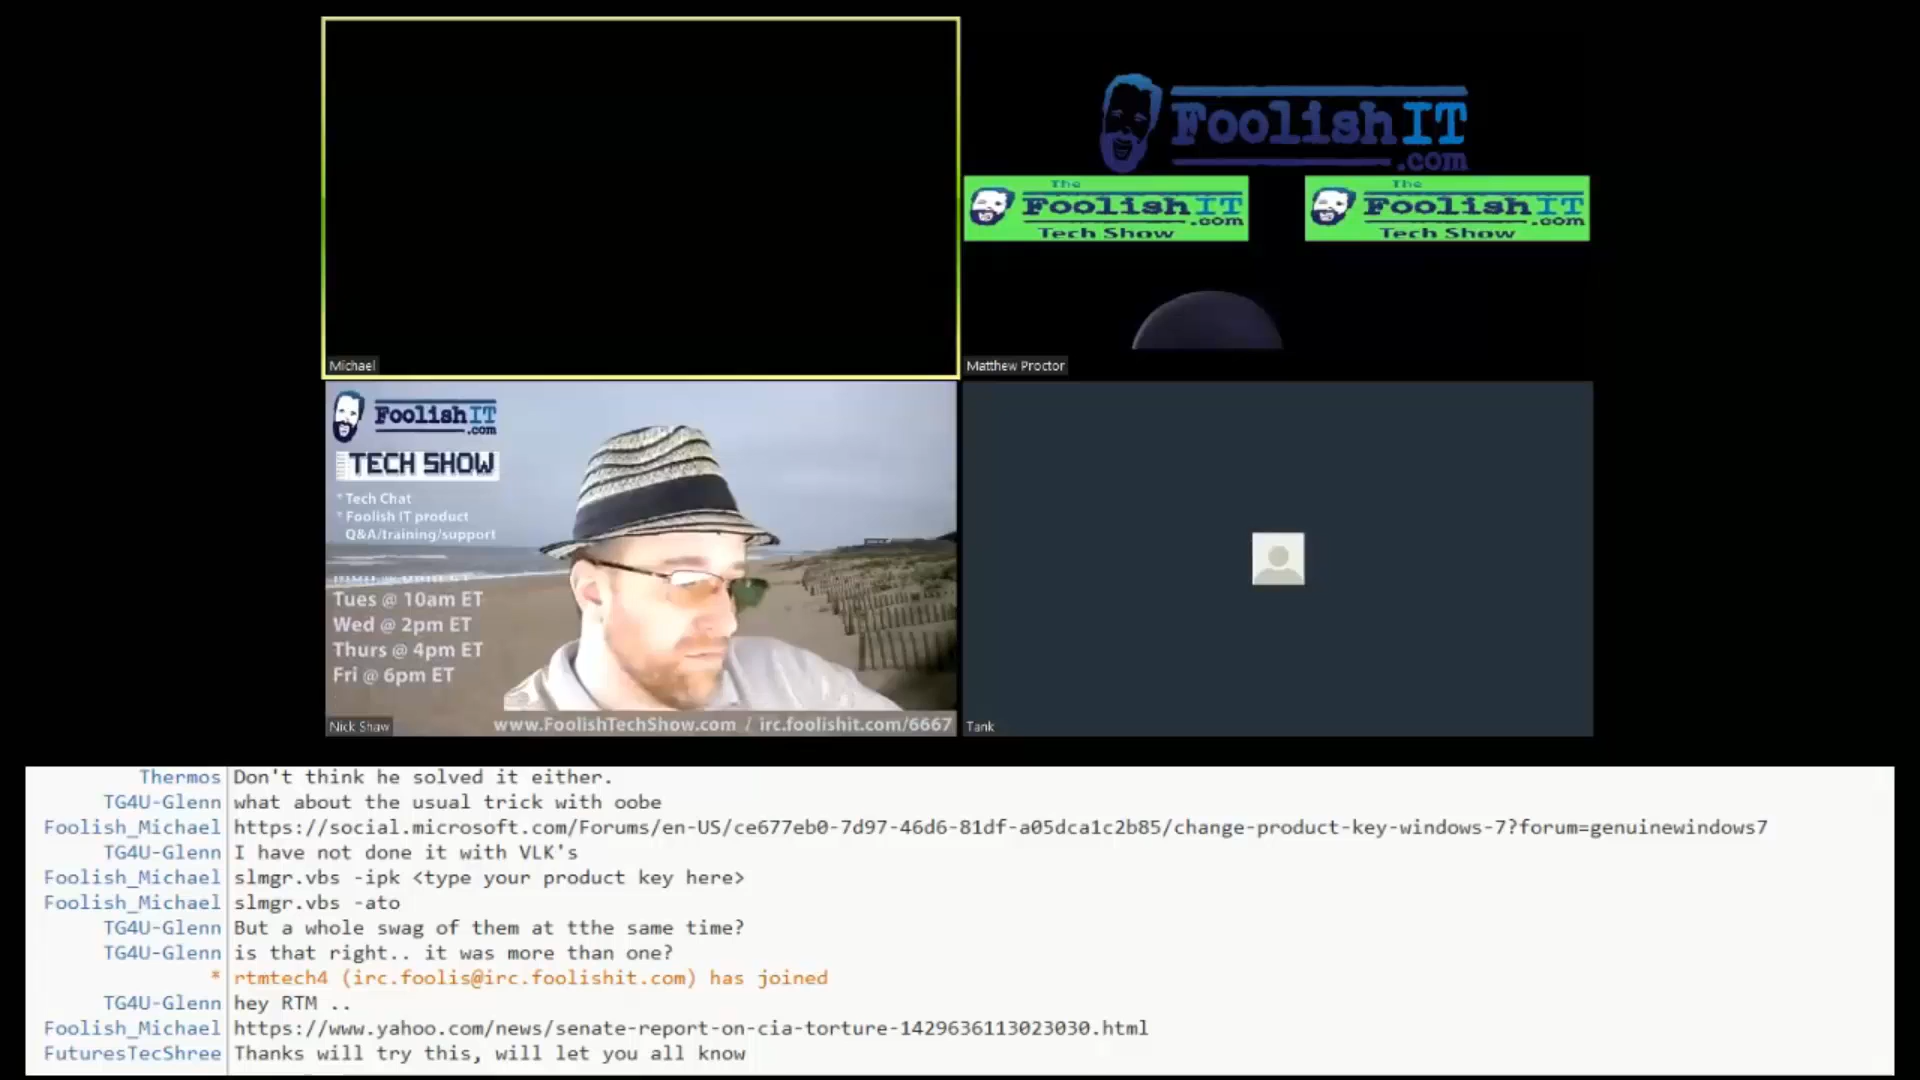 Michael
FoolishIT
.com
The
FoolishIT
.com
Tech Show
The
FoolishIT
.com
Tech Show
Matthew Proctor
FoolishIT
.com
TECH SHOW
* Tech Chat
* Foolish IT product
Q&A/training/support
Tues @ 10am ET
Wed @ 2pm ET
Thurs @ 4pm ET
Fri @ 6pm ET
Nick Shaw
www.FoolishTechShow.com / irc.foolishit.com/6667
Tank
Thermos Don't think he solved it either.
TG4U-Glenn what about the usual trick with oobe
Foolish_Michael https://social.microsoft.com/Forums/en-US/ce677eb0-7d97-46d6-81df-a05dca1c2b85/change-product-key-windows-7?forum=genuinewindows7
TG4U-Glenn I have not done it with VLK's
Foolish_Michael slmgr.vbs -ipk <type your product key here>
Foolish_Michael slmgr.vbs -ato
TG4U-Glenn But a whole swag of them at tthe same time?
TG4U-Glenn is that right.. it was more than one?
* rtmtech4 (irc.foolis@irc.foolishit.com) has joined
TG4U-Glenn hey RTM ..
Foolish_Michael https://www.yahoo.com/news/senate-report-on-cia-torture-1429636113023030.html
FuturesTecShree Thanks will try this, will let you all know